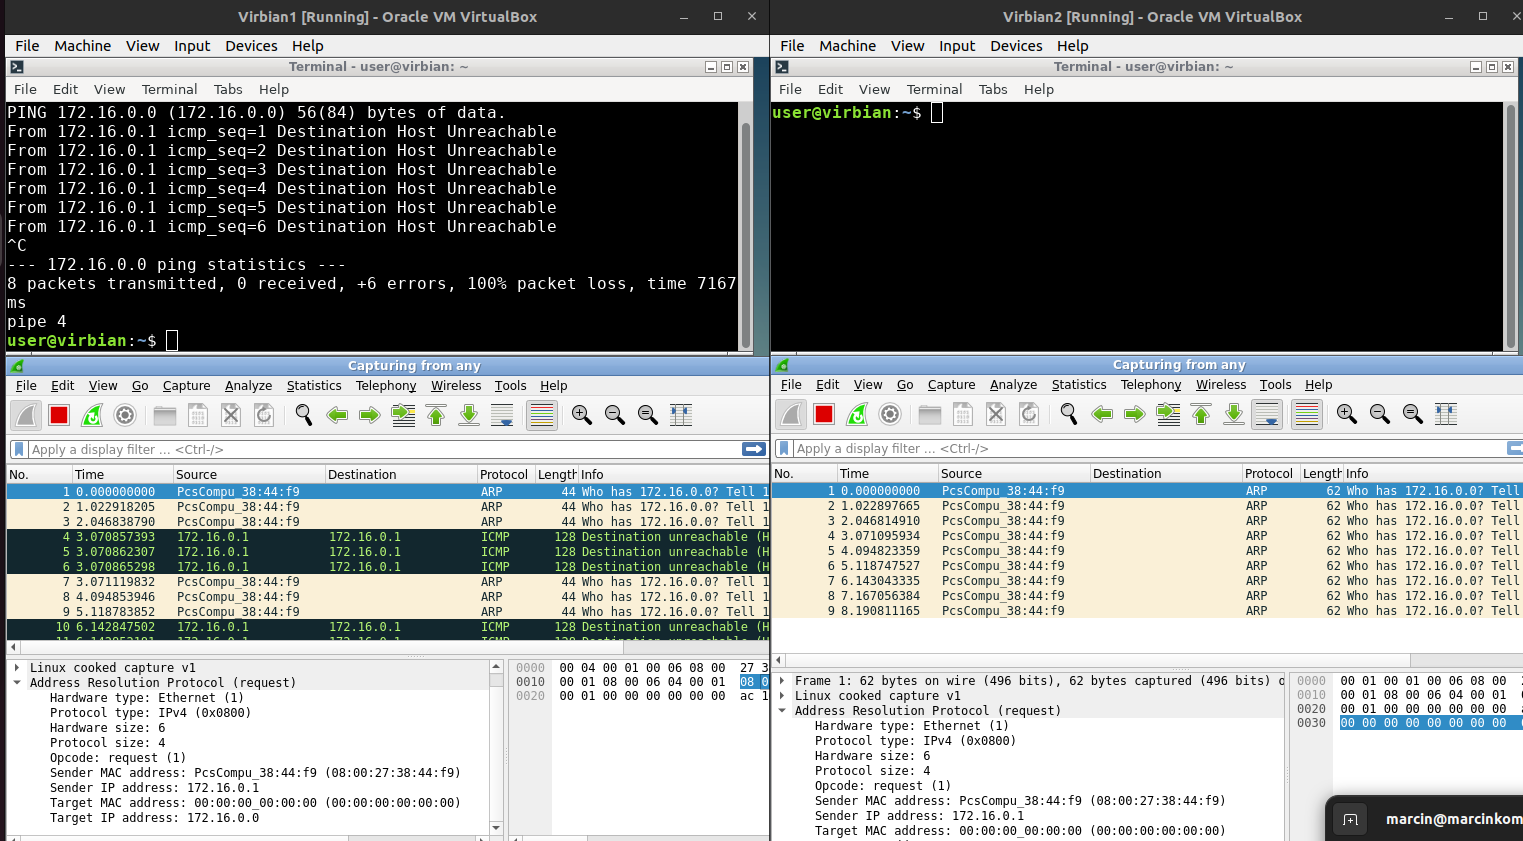 Virbian1 [Running] - Oracle VM VirtualBox
File Machine View Input Devices Help
Terminal - user@virbian: ~
File Edit View Terminal Tabs Help
PING 172.16.0.0 (172.16.0.0) 56(84) bytes of data.
From 172.16.0.1 icmp_seq=1 Destination Host Unreachable
From 172.16.0.1 icmp_seq=2 Destination Host Unreachable
From 172.16.0.1 icmp_seq=3 Destination Host Unreachable
From 172.16.0.1 icmp_seq=4 Destination Host Unreachable
From 172.16.0.1 icmp_seq=5 Destination Host Unreachable
From 172.16.0.1 icmp_seq=6 Destination Host Unreachable
^C
--- 172.16.0.0 ping statistics ---
8 packets transmitted, 0 received, +6 errors, 100% packet loss, time 7167
ms
pipe 4
user@virbian:~$
Capturing from any
File Edit View Go Capture Analyze Statistics Telephony Wireless Tools Help
Apply a display filter ... <Ctrl-/>
No. Time Source Destination Protocol Length Info
1 0.000000000 PcsCompu_38:44:f9 ARP 44 Who has 172.16.0.0? Tell 1
2 1.022918205 PcsCompu_38:44:f9 ARP 44 Who has 172.16.0.0? Tell 1
3 2.046838790 PcsCompu_38:44:f9 ARP 44 Who has 172.16.0.0? Tell 1
4 3.070857393 172.16.0.1 172.16.0.1 ICMP 128 Destination unreachable (H
5 3.070862307 172.16.0.1 172.16.0.1 ICMP 128 Destination unreachable (H
6 3.070865298 172.16.0.1 172.16.0.1 ICMP 128 Destination unreachable (H
7 3.071119832 PcsCompu_38:44:f9 ARP 44 Who has 172.16.0.0? Tell 1
8 4.094853946 PcsCompu_38:44:f9 ARP 44 Who has 172.16.0.0? Tell 1
9 5.118783852 PcsCompu_38:44:f9 ARP 44 Who has 172.16.0.0? Tell 1
10 6.142847502 172.16.0.1 172.16.0.1 ICMP 128 Destination unreachable (H
Linux cooked capture v1
Address Resolution Protocol (request)
Hardware type: Ethernet (1)
Protocol type: IPv4 (0x0800)
Hardware size: 6
Protocol size: 4
Opcode: request (1)
Sender MAC address: PcsCompu_38:44:f9 (08:00:27:38:44:f9)
Sender IP address: 172.16.0.1
Target MAC address: 00:00:00_00:00:00 (00:00:00:00:00:00)
Target IP address: 172.16.0.0
0000 00 04 00 01 00 06 08 00 27 3
0010 00 01 08 00 06 04 00 01 08 0
0020 00 01 00 00 00 00 00 00 ac 1
Virbian2 [Running] - Oracle VM VirtualBox
File Machine View Input Devices Help
Terminal - user@virbian: ~
File Edit View Terminal Tabs Help
user@virbian:~$
Capturing from any
File Edit View Go Capture Analyze Statistics Telephony Wireless Tools Help
Apply a display filter ... <Ctrl-/>
No. Time Source Destination Protocol Length Info
1 0.000000000 PcsCompu_38:44:f9 ARP 62 Who has 172.16.0.0? Tell
2 1.022897665 PcsCompu_38:44:f9 ARP 62 Who has 172.16.0.0? Tell
3 2.046814910 PcsCompu_38:44:f9 ARP 62 Who has 172.16.0.0? Tell
4 3.071095934 PcsCompu_38:44:f9 ARP 62 Who has 172.16.0.0? Tell
5 4.094823359 PcsCompu_38:44:f9 ARP 62 Who has 172.16.0.0? Tell
6 5.118747527 PcsCompu_38:44:f9 ARP 62 Who has 172.16.0.0? Tell
7 6.143043335 PcsCompu_38:44:f9 ARP 62 Who has 172.16.0.0? Tell
8 7.167056384 PcsCompu_38:44:f9 ARP 62 Who has 172.16.0.0? Tell
9 8.190811165 PcsCompu_38:44:f9 ARP 62 Who has 172.16.0.0? Tell
Frame 1: 62 bytes on wire (496 bits), 62 bytes captured (496 bits) o
Linux cooked capture v1
Address Resolution Protocol (request)
Hardware type: Ethernet (1)
Protocol type: IPv4 (0x0800)
Hardware size: 6
Protocol size: 4
Opcode: request (1)
Sender MAC address: PcsCompu_38:44:f9 (08:00:27:38:44:f9)
Sender IP address: 172.16.0.1
Target MAC address: 00:00:00_00:00:00 (00:00:00:00:00:00)
0000 00 01 00 01 00 06 08 00
0010 00 01 08 00 06 04 00 01
0020 00 01 00 00 00 00 00 00
0030 00 00 00 00 00 00 00 00
marcin@marcinkom